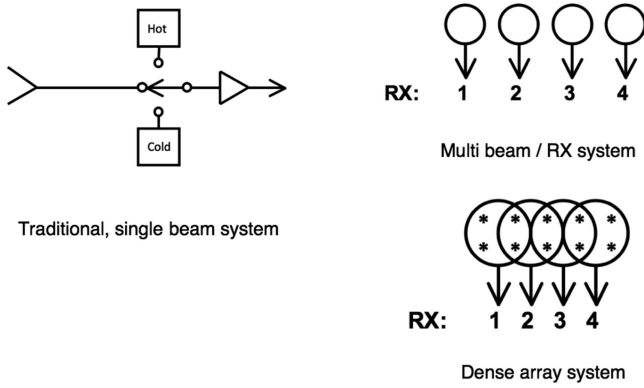 Hot
Cold
Traditional, single beam system
RX: 1 2 3 4
Multi beam / RX system
* * * * *
* * * * *
RX: 1 2 3 4
Dense array system